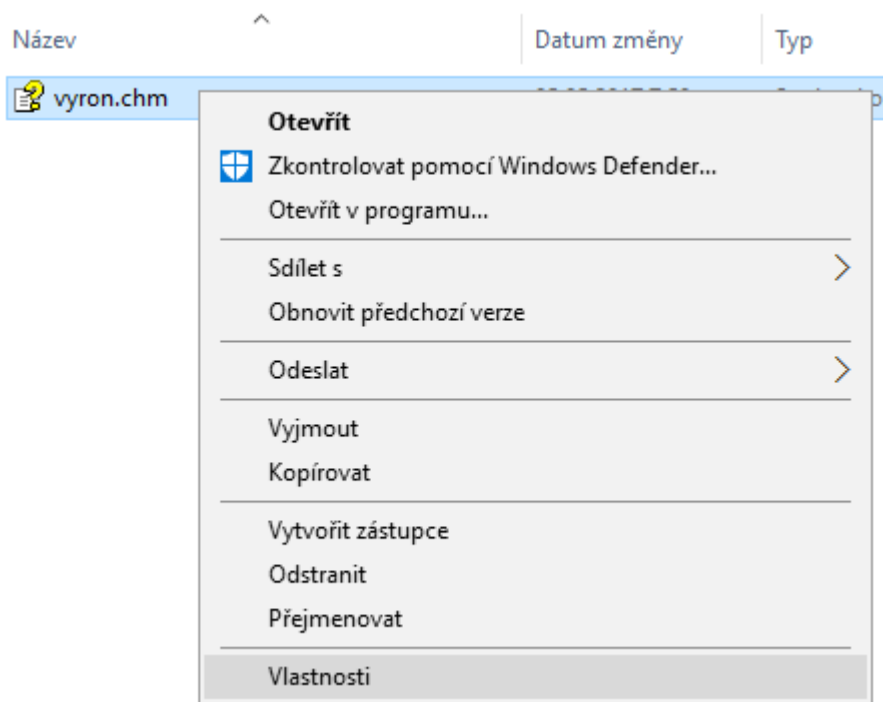 Název Datum změny Typ
vyron.chm
Otevřít
Zkontrolovat pomocí Windows Defender...
Otevřít v programu...
Sdílet s
Obnovit předchozí verze
Odeslat
Vyjmout
Kopírovat
Vytvořit zástupce
Odstranit
Přejmenovat
Vlastnosti